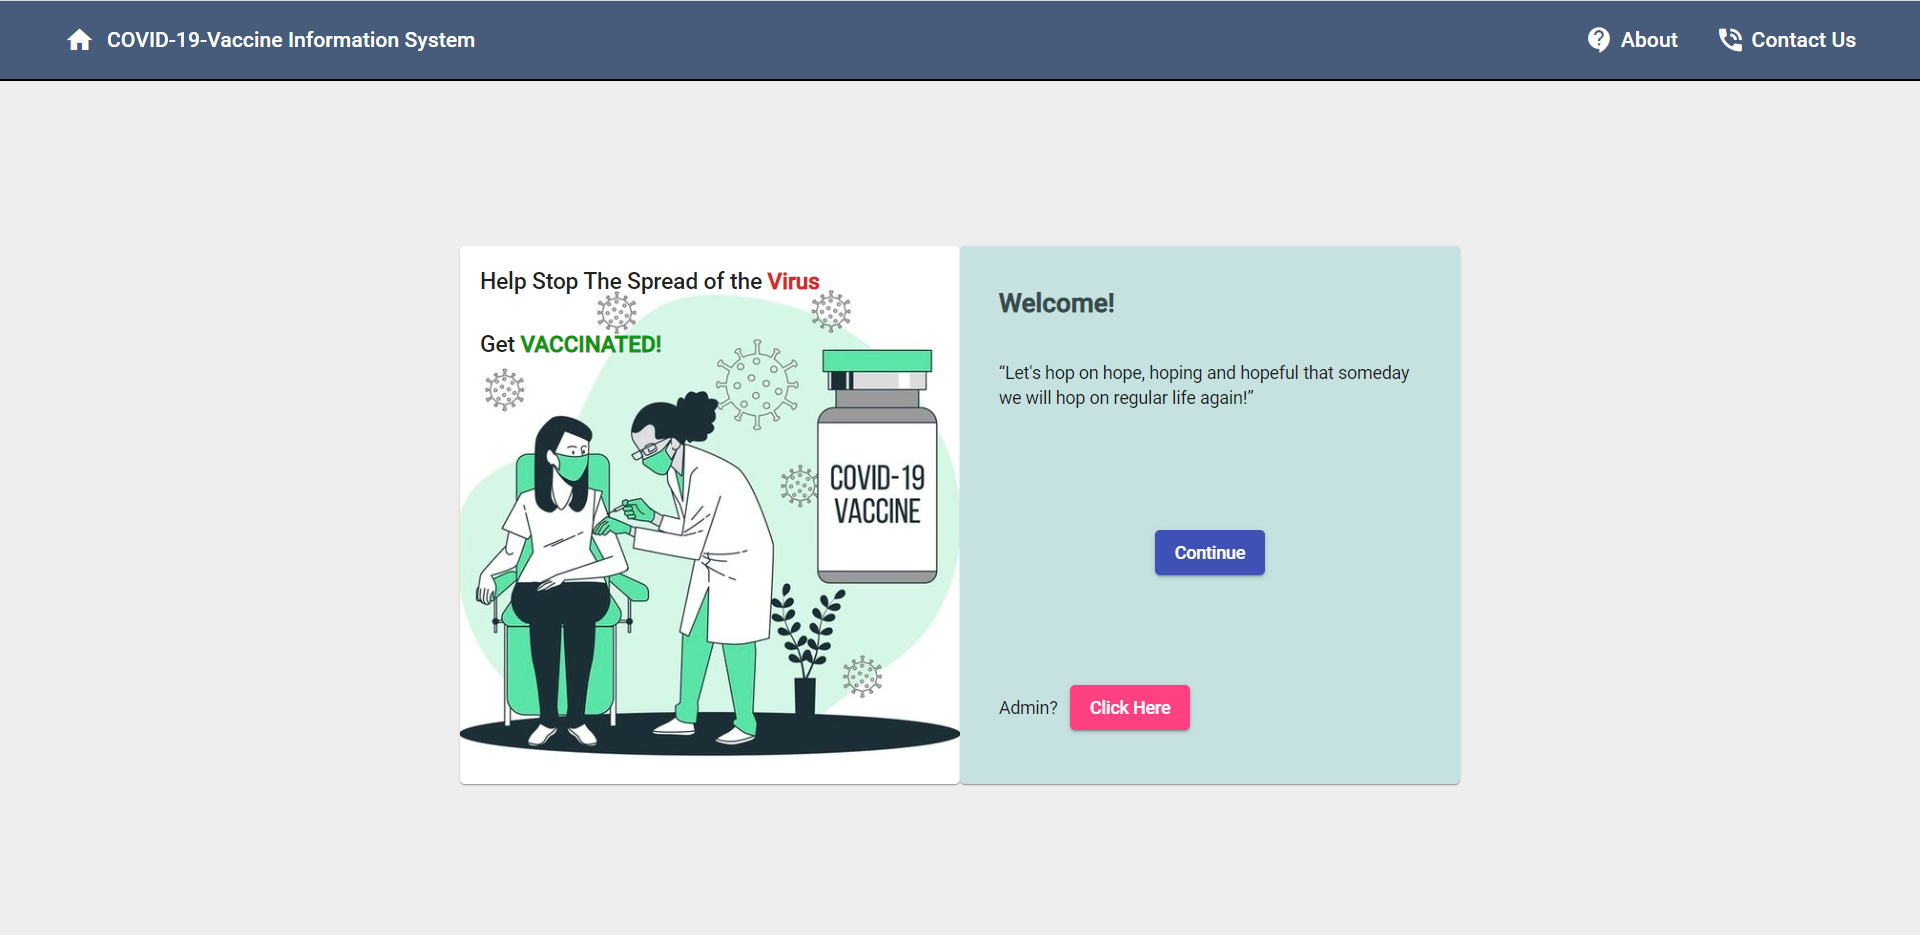 COVID-19-Vaccine Information System
About
Contact Us
Help Stop The Spread of the Virus
Get VACCINATED!
COVID-19
VACCINE
Welcome!
“Let's hop on hope, hoping and hopeful that someday
we will hop on regular life again!”
Continue
Admin?
Click Here